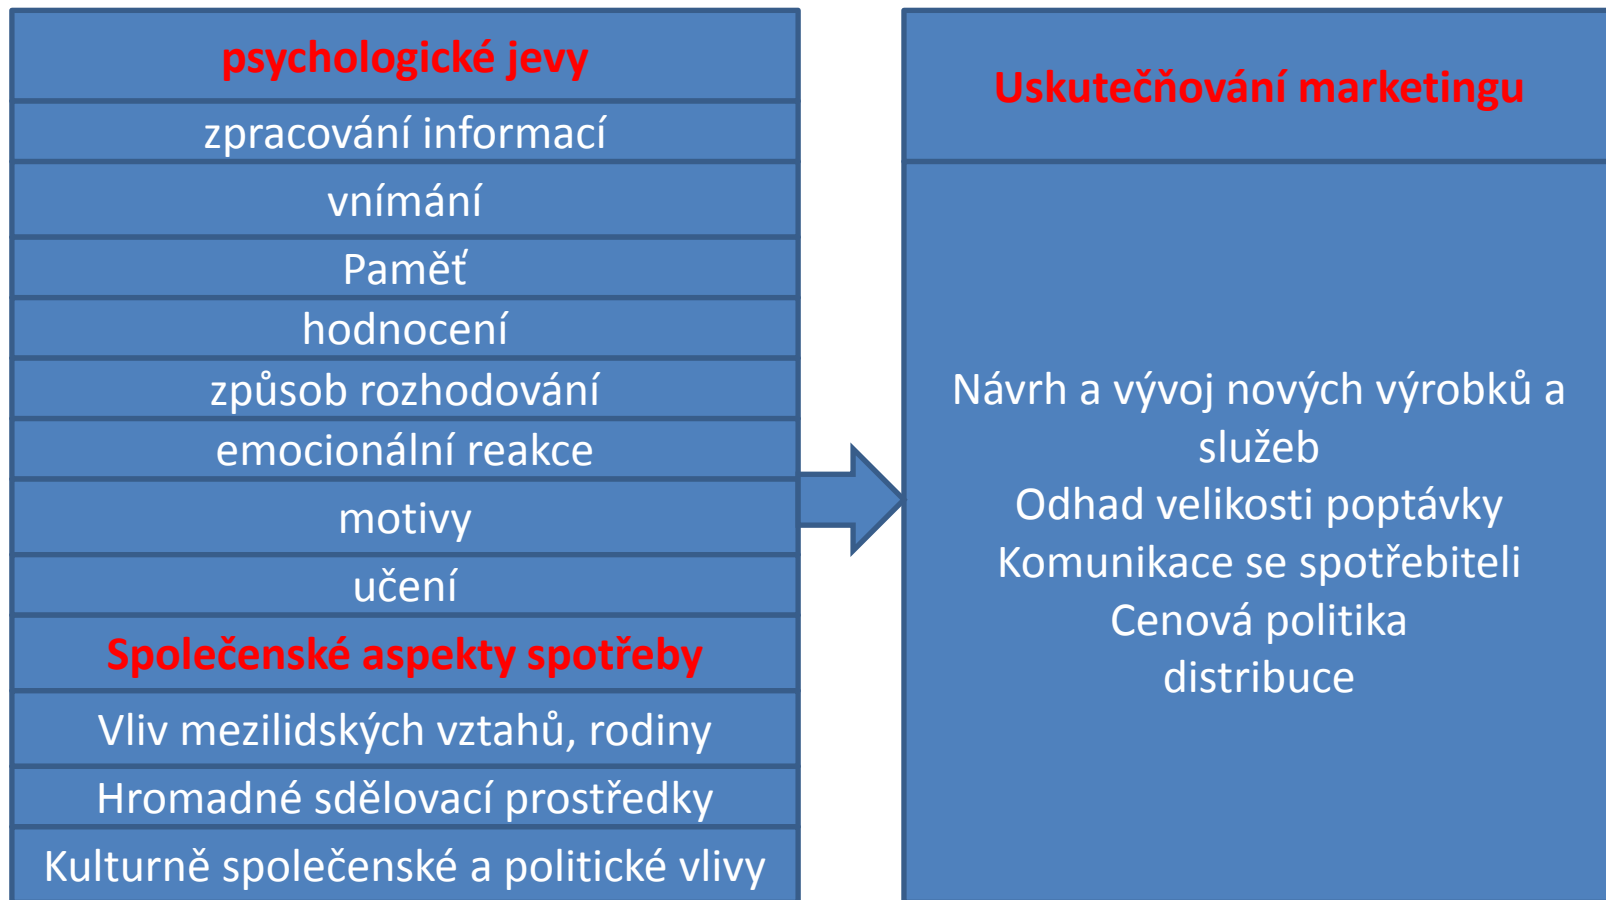 psychologické jevy
zpracování informací
vnímání
Paměť
hodnocení
způsob rozhodování
emocionální reakce
motivy
učení
Společenské aspekty spotřeby
Vliv mezilidských vztahů, rodiny
Hromadné sdělovací prostředky
Kulturně společenské a politické vlivy
Uskutečňování marketingu
Návrh a vývoj nových výrobků a
služeb
Odhad velikosti poptávky
Komunikace se spotřebiteli
Cenová politika
distribuce